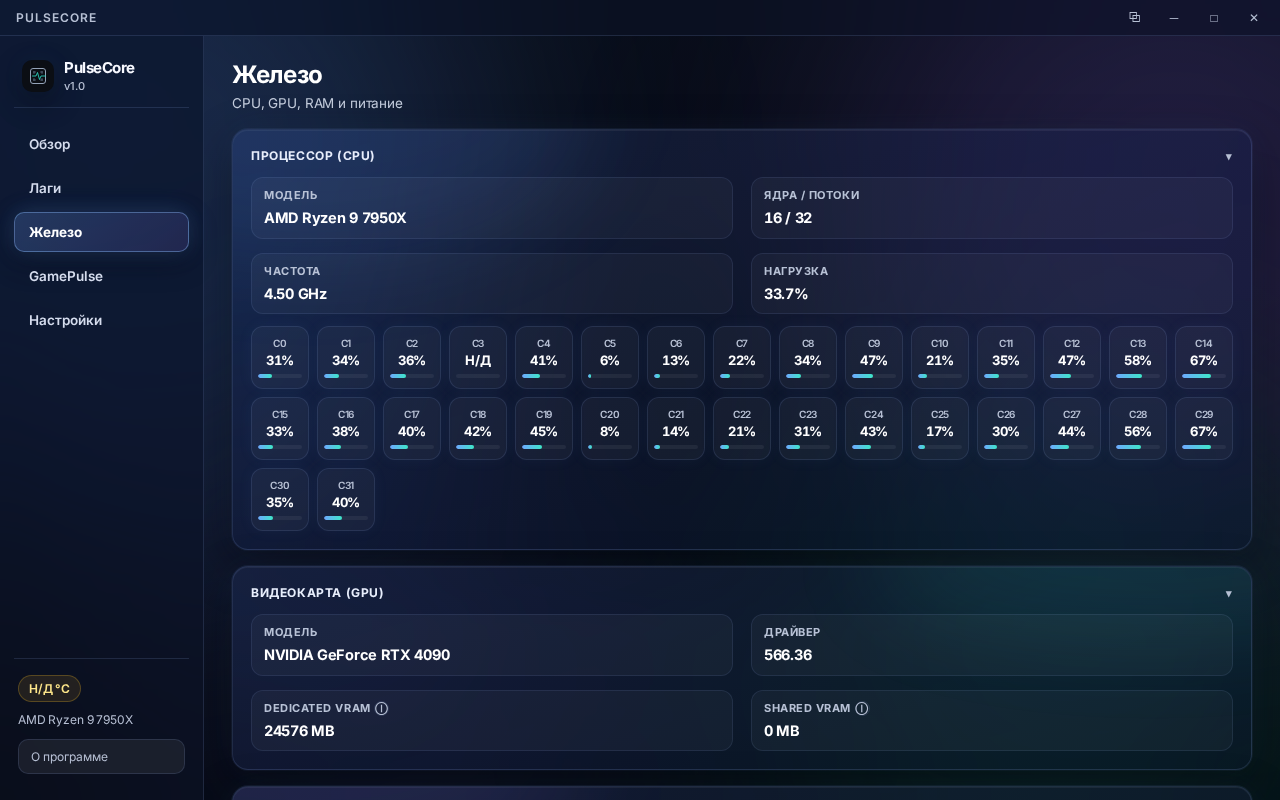 PULSECORE
PulseCore
v1.0
Обзор
Лаги
Железо
GamePulse
Настройки
Н/Д°C
AMD Ryzen 9 7950X
О программе
Железо
CPU, GPU, RAM и питание
ПРОЦЕССОР (CPU)
МОДЕЛЬ
AMD Ryzen 9 7950X
ЯДРА / ПОТОКИ
16 / 32
ЧАСТОТА
4.50 GHz
НАГРУЗКА
33.7%
C0 C1 C2 C3 C4 C5 C6 C7 C8 C9 C10 C11 C12 C13 C14
31% 34% 36% Н/Д 41% 6% 13% 22% 34% 47% 21% 35% 47% 58% 67%
C15 C16 C17 C18 C19 C20 C21 C22 C23 C24 C25 C26 C27 C28 C29
33% 38% 40% 42% 45% 8% 14% 21% 31% 43% 17% 30% 44% 56% 67%
C30 C31
35% 40%
ВИДЕОКАРТА (GPU)
МОДЕЛЬ
NVIDIA GeForce RTX 4090
ДРАЙВЕР
566.36
DEDICATED VRAM ⓘ
24576 MB
SHARED VRAM ⓘ
0 MB